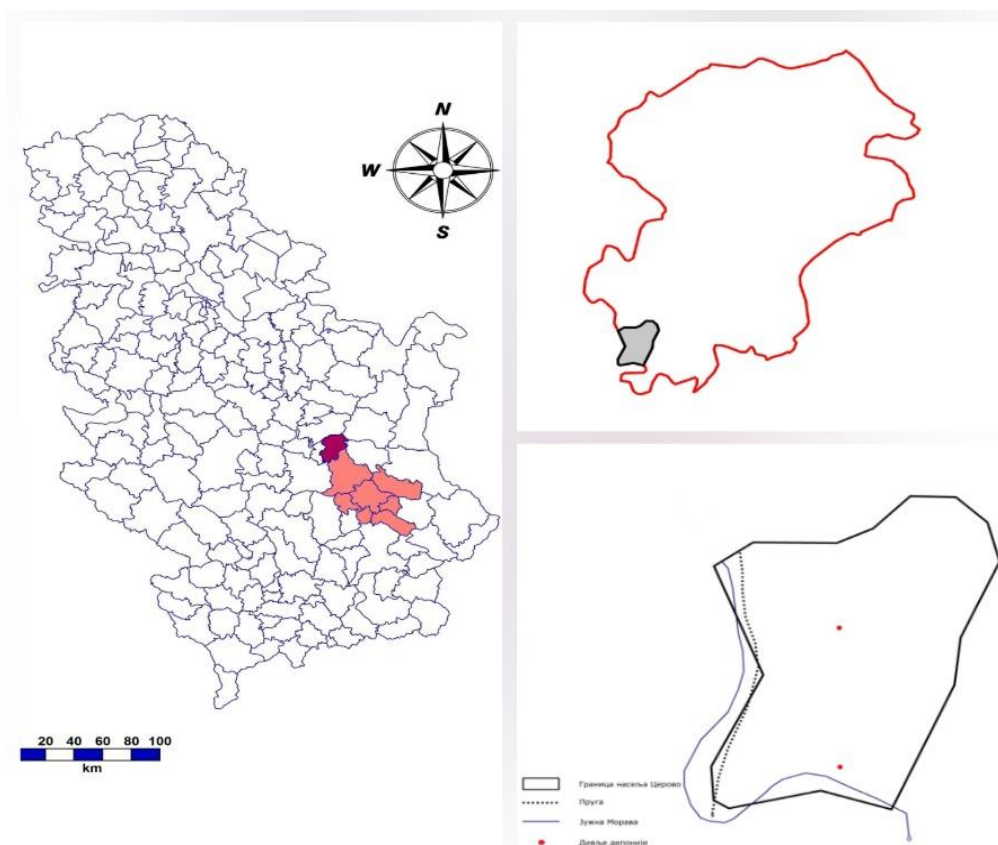 N
W
S
20 40 60 80 100
km
Граница насеља Церово
Пруга
Јужна Морава
Дивље депоније